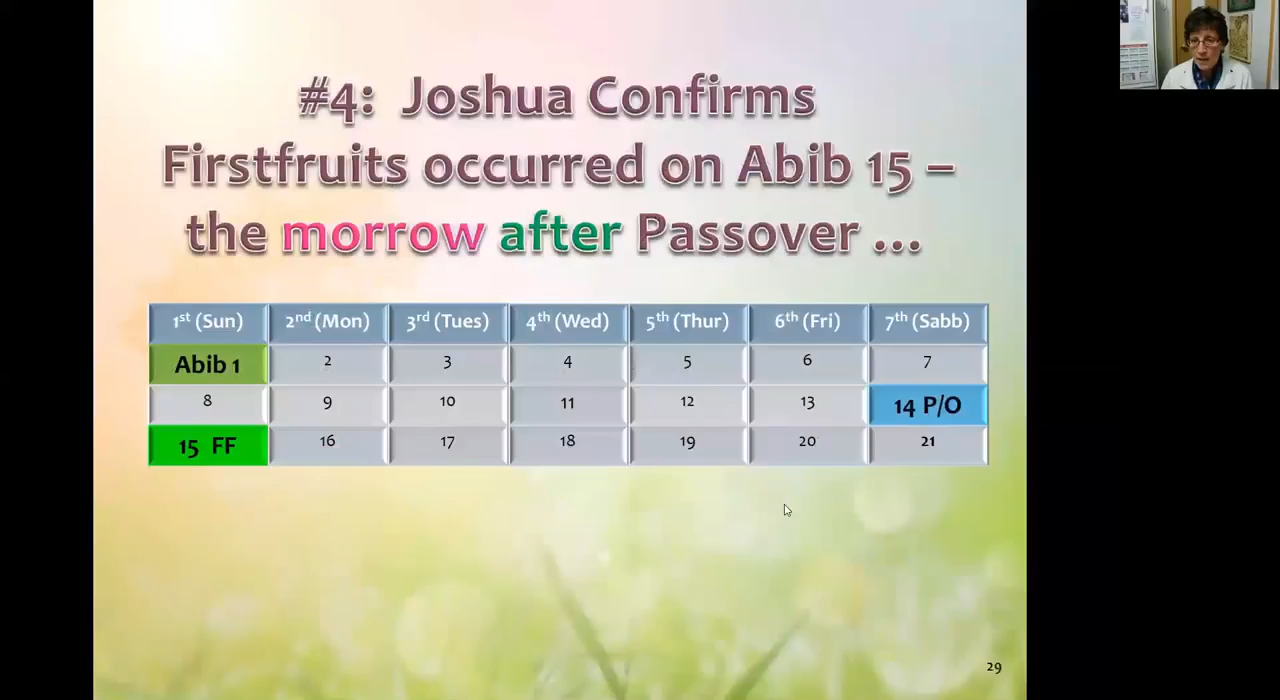 #4: Joshua Confirms
Firstfruits occurred on Abib 15 –
the morrow after Passover ...
1st (Sun) 2nd (Mon) 3rd (Tues) 4th (Wed) 5th (Thur) 6th (Fri) 7th (Sabb)
Abib 1 2 3 4 5 6 7
8 9 10 11 12 13 14 P/O
15 FF 16 17 18 19 20 21
29